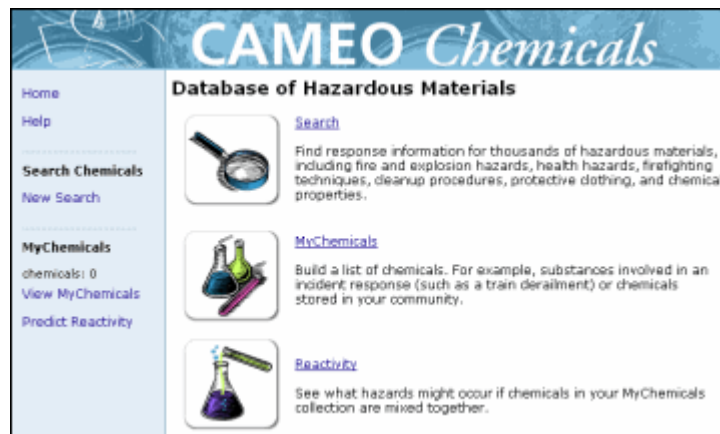 CAMEO Chemicals
Home
Help
Search Chemicals
New Search
MyChemicals
chemicals: 0
View MyChemicals
Predict Reactivity
Database of Hazardous Materials
Search
Find response information for thousands of hazardous materials,
including fire and explosion hazards, health hazards, firefighting
techniques, cleanup procedures, protective clothing, and chemical
properties.
MyChemicals
Build a list of chemicals. For example, substances involved in an
incident response (such as a train derailment) or chemicals
stored in your community.
Reactivity
See what hazards might occur if chemicals in your MyChemicals
collection are mixed together.